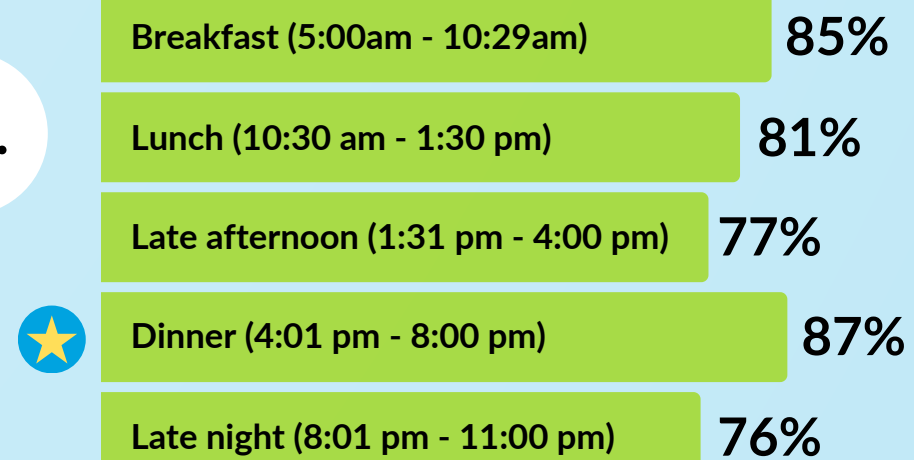 Breakfast (5:00am - 10:29am) 85%
Lunch (10:30 am - 1:30 pm) 81%
Late afternoon (1:31 pm - 4:00 pm) 77%
Dinner (4:01 pm - 8:00 pm) 87%
Late night (8:01 pm - 11:00 pm) 76%